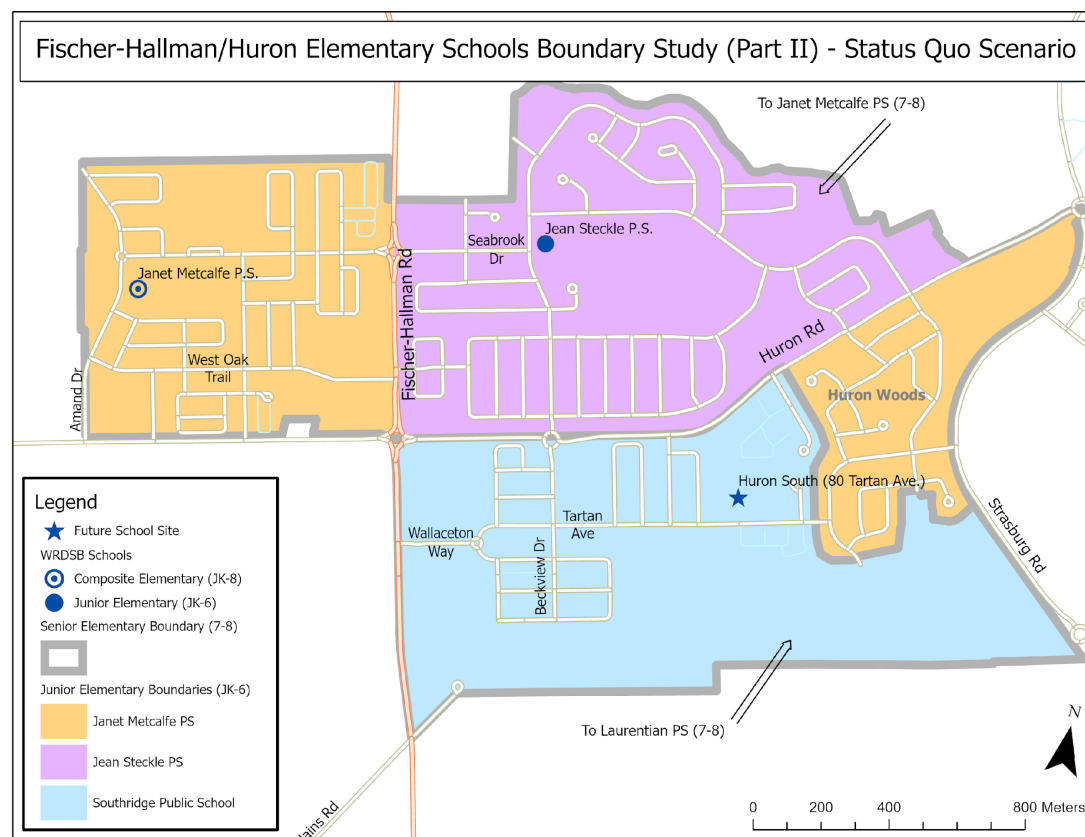 Fischer-Hallman/Huron Elementary Schools Boundary Study (Part II) - Status Quo Scenario
To Janet Metcalfe PS (7-8)
Jean Steckle P.S.
Seabrook
Dr
Janet Metcalfe P.S.
Fischer-Hallman Rd
Huron Rd
West Oak
Trail
Amand Dr
Huron Woods
Huron South (80 Tartan Ave.)
Tartan
Ave
Wallaceton
Way
Beckview Dr
Strasburg Rd
To Laurentian PS (7-8)
Legend
Future School Site
WRDSB Schools
Composite Elementary (JK-8)
Junior Elementary (JK-6)
Senior Elementary Boundary (7-8)
Junior Elementary Boundaries (JK-6)
Janet Metcalfe PS
Jean Steckle PS
Southridge Public School
Rd
N
0 200 400 800 Meters